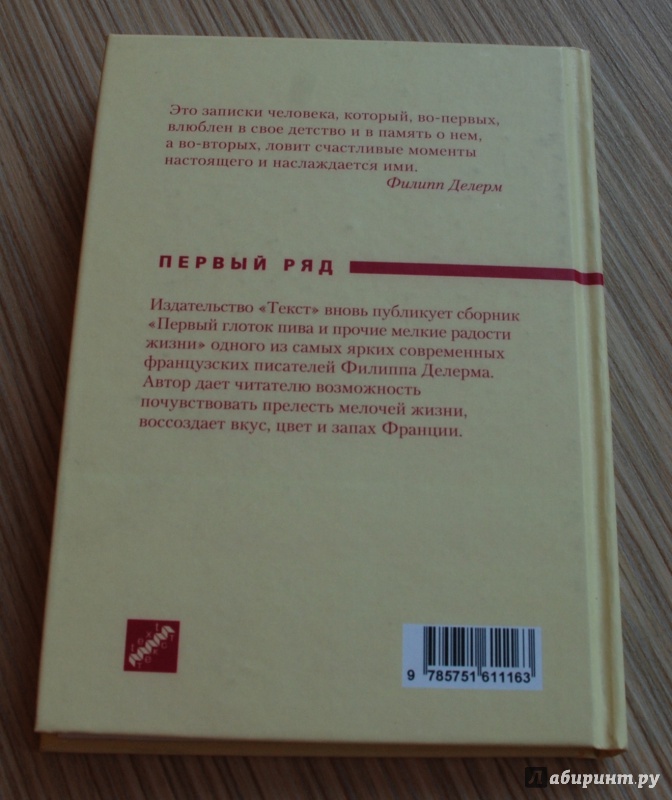 Это записки человека, который, во-первых,
влюблен в свое детство и в память о нем,
а во-вторых, ловит счастливые моменты
настоящего и наслаждается ими.
Филипп Делерм
ПЕРВЫЙ РЯД
Издательство «Текст» вновь публикует сборник
«Первый глоток пива и прочие мелкие радости
жизни» одного из самых ярких современных
французских писателей Филиппа Делерма.
Автор дает читателю возможность
почувствовать прелесть мелочей жизни,
воссоздает вкус, цвет и запах Франции.
9 785751 611163
Лабиринт.ру